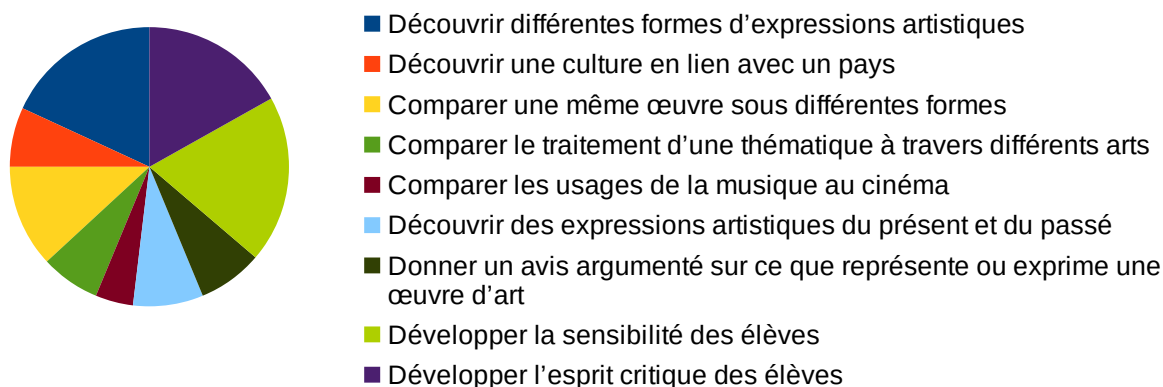 Découvrir différentes formes d’expressions artistiques
Découvrir une culture en lien avec un pays
Comparer une même œuvre sous différentes formes
Comparer le traitement d’une thématique à travers différents arts
Comparer les usages de la musique au cinéma
Découvrir des expressions artistiques du présent et du passé
Donner un avis argumenté sur ce que représente ou exprime une
œuvre d’art
Développer la sensibilité des élèves
Développer l’esprit critique des élèves